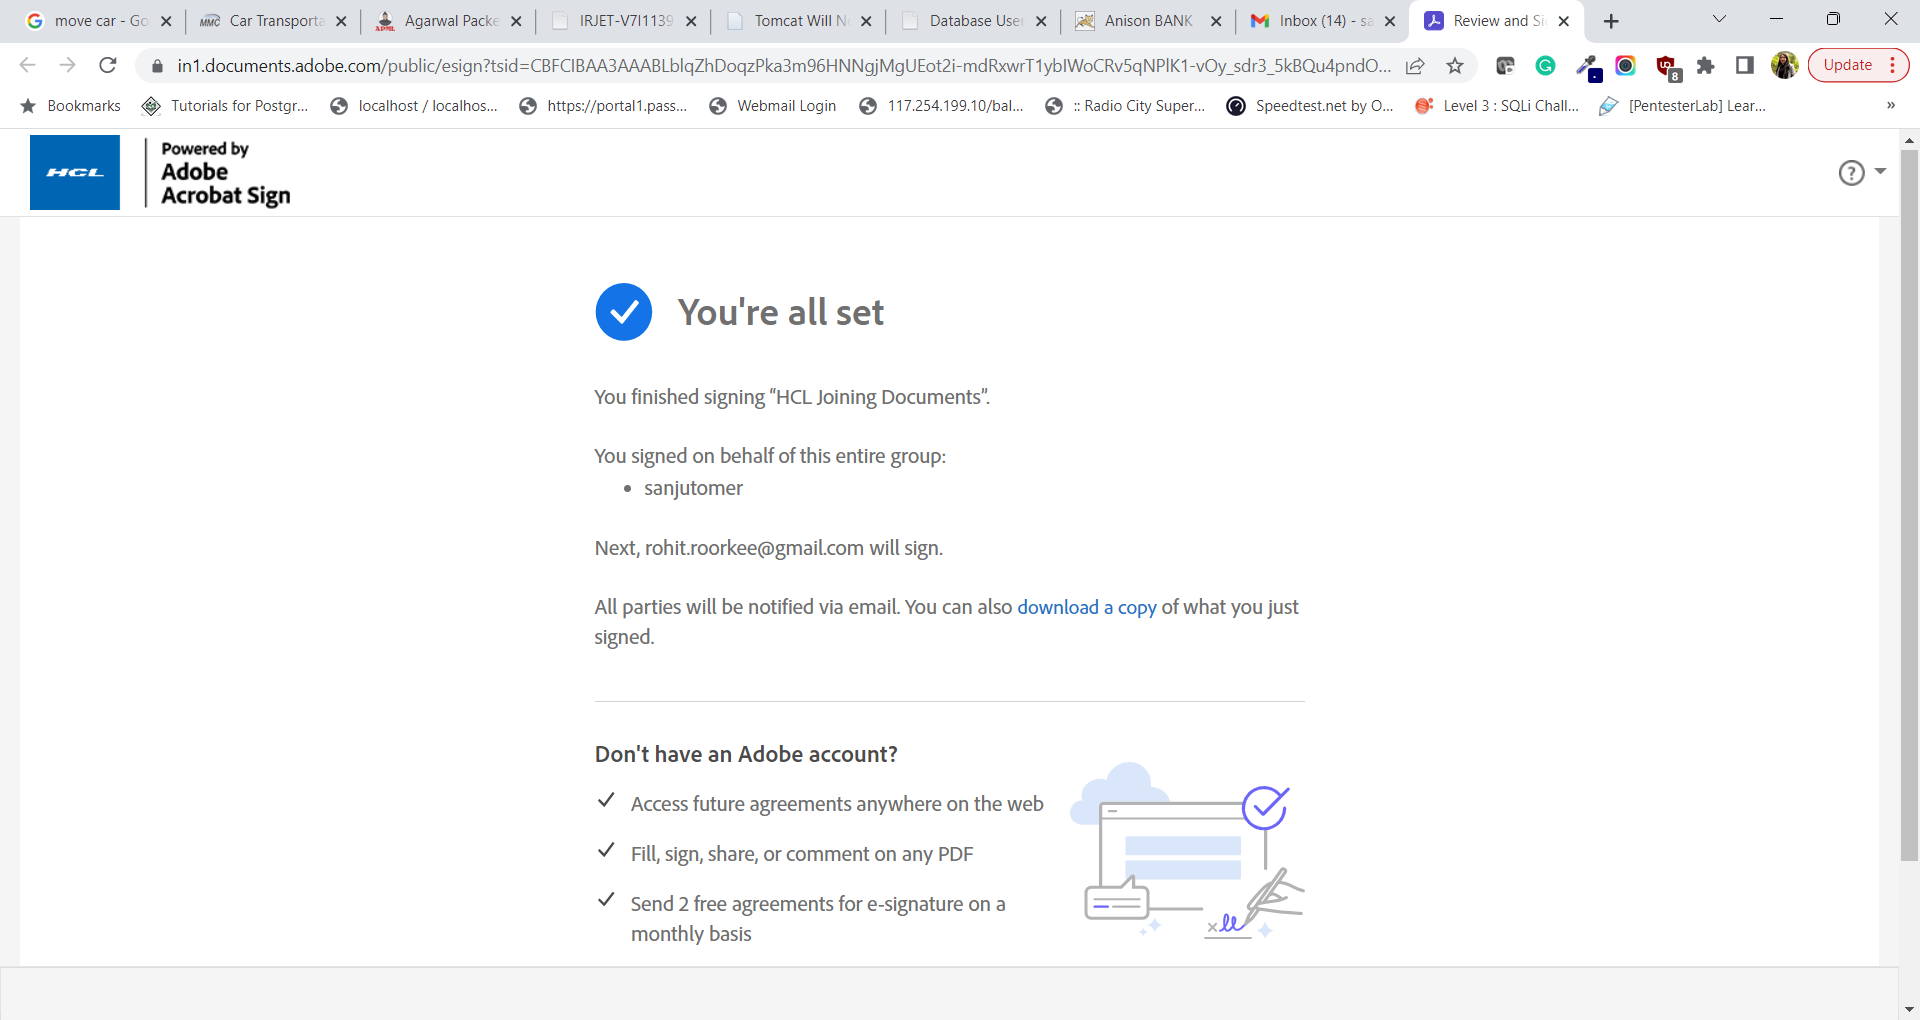 move car - Go
Car Transporta
Agarwal Packe
IRJET-V7I1139
Tomcat Will N
Database User
Anison BANK
Inbox (14) - sa
Review and Si
in1.documents.adobe.com/public/esign?tsid=
8
Update
Bookmarks
Tutorials for Postgr...
localhost / localhos...
https://portal1.pass...
Webmail Login
117.254.199.10/bal...
:: Radio City Super...
Speedtest.net by O...
Level 3 : SQLi Chall...
[PentesterLab] Lear...
»
HCL
Powered by
Adobe
Acrobat Sign
You're all set
You finished signing “HCL Joining Documents”.
You signed on behalf of this entire group:
• sanjutomer
Next, rohit.roorkee@gmail.com will sign.
All parties will be notified via email. You can also download a copy of what you just
signed.
Don't have an Adobe account?
Access future agreements anywhere on the web
Fill, sign, share, or comment on any PDF
Send 2 free agreements for e-signature on a
monthly basis